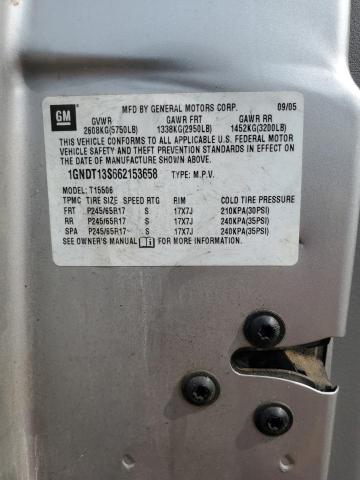 GM
MFD BY GENERAL MOTORS CORP. 09/05
GVWR GAWR FRT GAWR RR
2608KG(5750LB) 1338KG(2950LB) 1452KG(3200LB)
THIS VEHICLE CONFORMS TO ALL APPLICABLE U.S. FEDERAL MOTOR
VEHICLE SAFETY AND THEFT PREVENTION STANDARDS IN EFFECT ON
THE DATE OF MANUFACTURE SHOWN ABOVE.
1GNDT13S662153658 TYPE: M.P.V.
MODEL: T15506
TPMC TIRE SIZE SPEED RTG RIM COLD TIRE PRESSURE
FRT P245/65R17 S 17X7J 210KPA(30PSI)
RR P245/65R17 S 17X7J 240KPA(35PSI)
SPA P245/65R17 S 17X7J 240KPA(35PSI)
SEE OWNER'S MANUAL FOR MORE INFORMATION